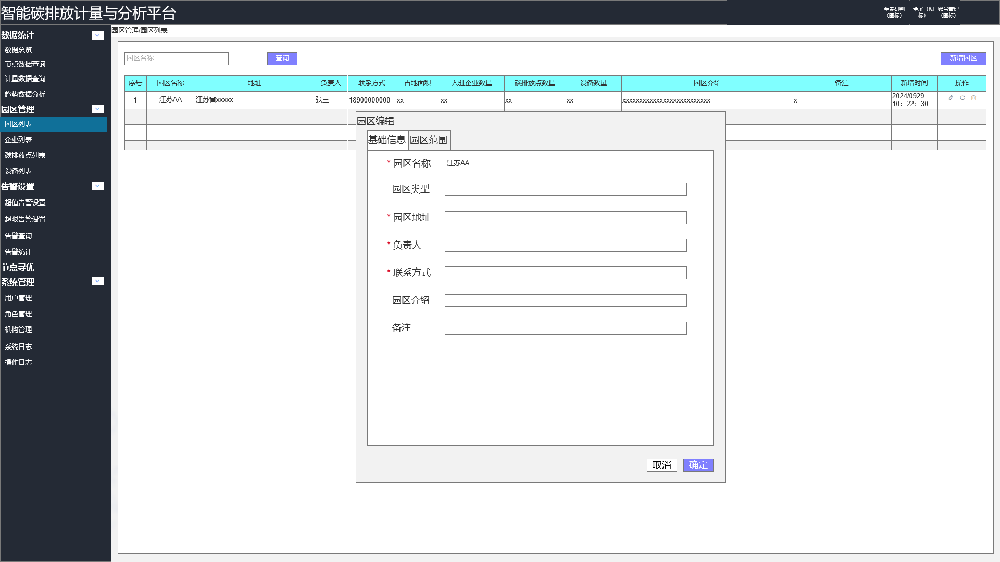 智能碳排放计量与分析平台
全景研判（图标）
全屏（图标）
账号管理（图标）
数据统计
数据总览
节点数据查询
计量数据查询
趋势数据分析
园区管理
园区列表
企业列表
碳排放点列表
设备列表
告警设置
超值告警设置
超限告警设置
告警查询
告警统计
节点寻优
系统管理
用户管理
角色管理
机构管理
系统日志
操作日志
园区管理/园区列表
园区名称
查询
新增园区
序号 园区名称 地址 负责人 联系方式 占地面积 入驻企业数量 碳排放点数量 设备数量 园区介绍 备注 新增时间 操作
1 江苏AA 江苏省xxxxx 张三 18900000000 xx xx xx xx xxxxxxxxxxxxxxxxxxxxxxxxxx x 2024/0929
10：22：30
园区编辑
基础信息 园区范围
* 园区名称 江苏AA
园区类型
* 园区地址
* 负责人
* 联系方式
园区介绍
备注
取消 确定